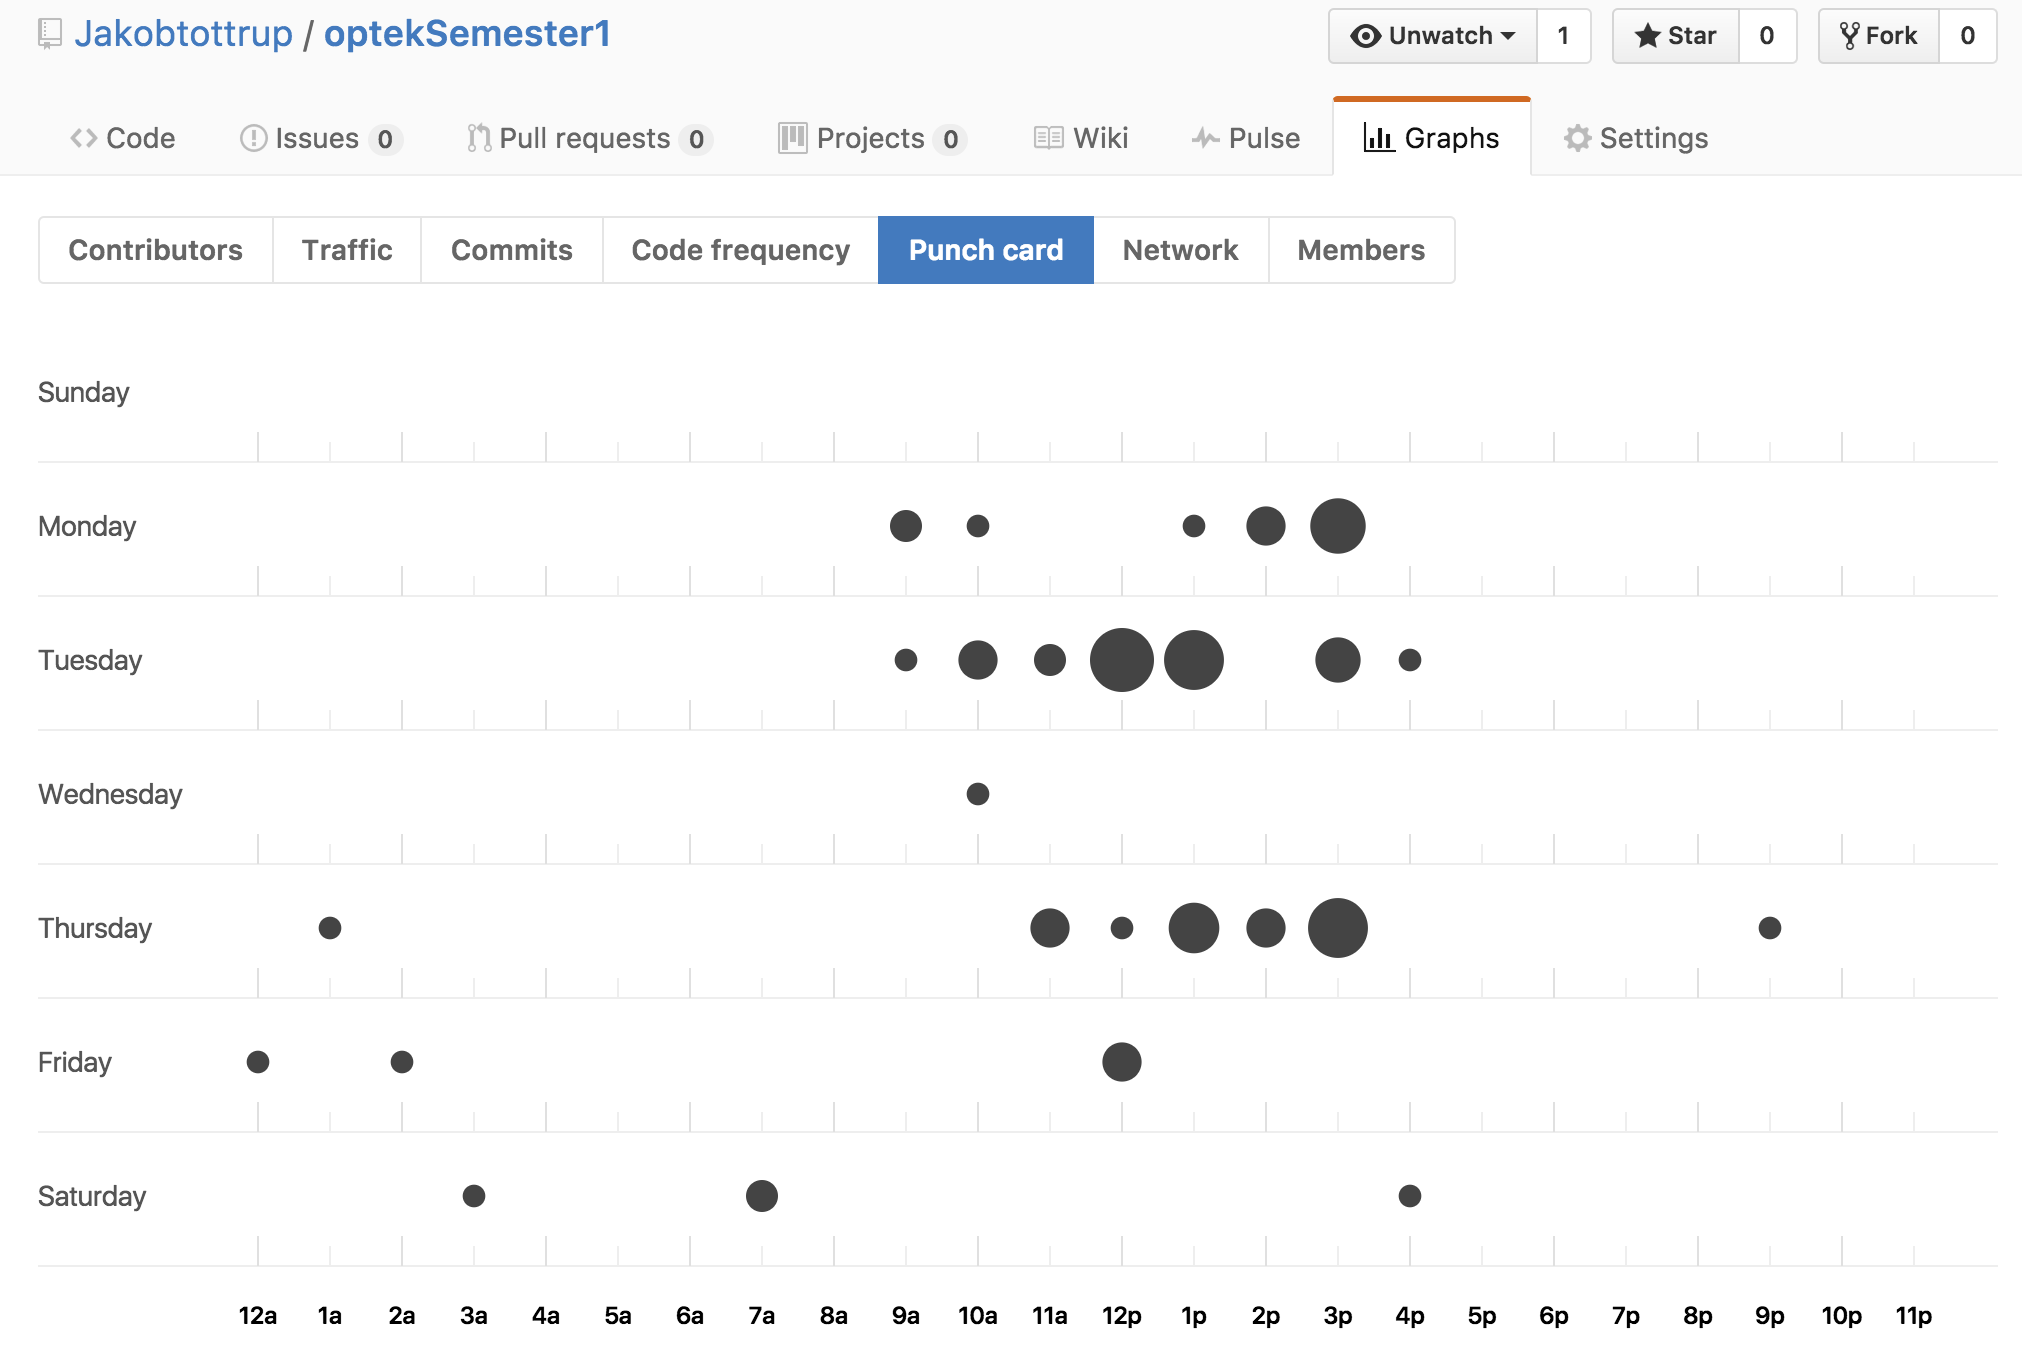 Jakobtottrup / optekSemester1
Unwatch 1 Star 0 Fork 0
Code Issues 0 Pull requests 0 Projects 0 Wiki Pulse Graphs Settings
Contributors Traffic Commits Code frequency Punch card Network Members
Sunday
Monday
Tuesday
Wednesday
Thursday
Friday
Saturday
12a 1a 2a 3a 4a 5a 6a 7a 8a 9a 10a 11a 12p 1p 2p 3p 4p 5p 6p 7p 8p 9p 10p 11p